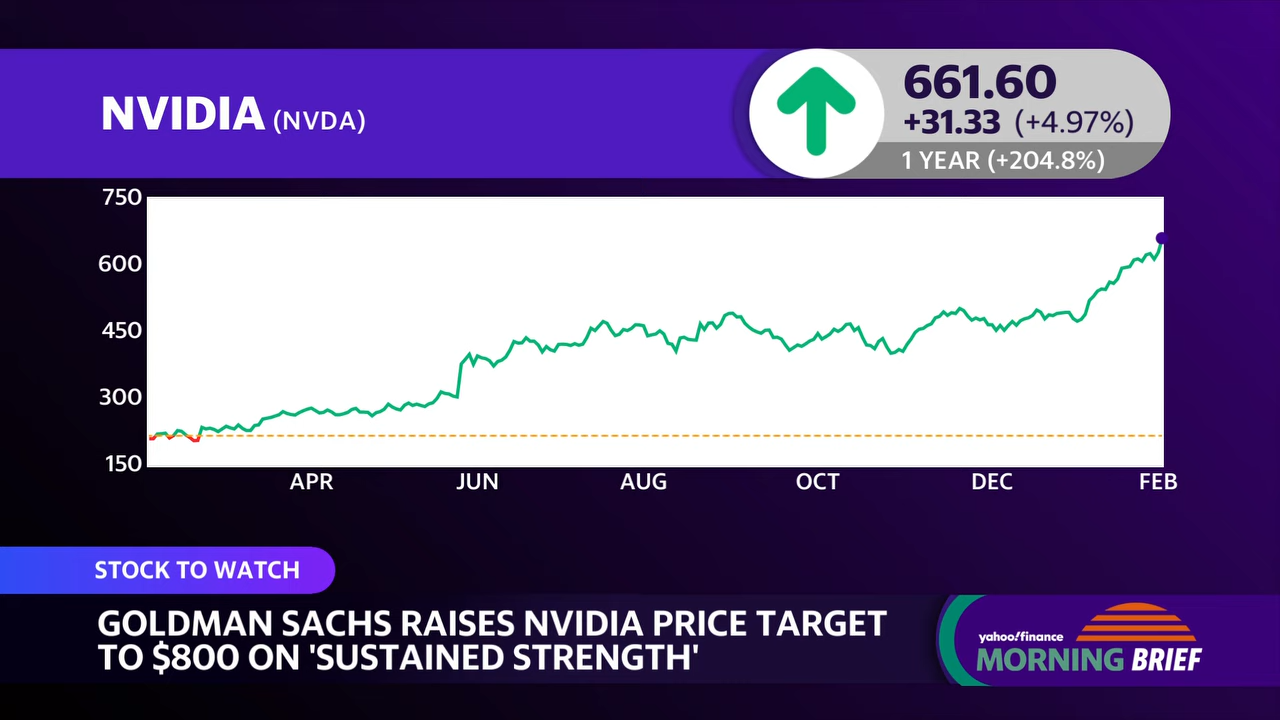 NVIDIA (NVDA)
661.60
+31.33 (+4.97%)
1 YEAR (+204.8%)
750
600
450
300
150
APR JUN AUG OCT DEC FEB
STOCK TO WATCH
GOLDMAN SACHS RAISES NVIDIA PRICE TARGET
TO $800 ON 'SUSTAINED STRENGTH'
yahoo!finance
MORNING BRIEF